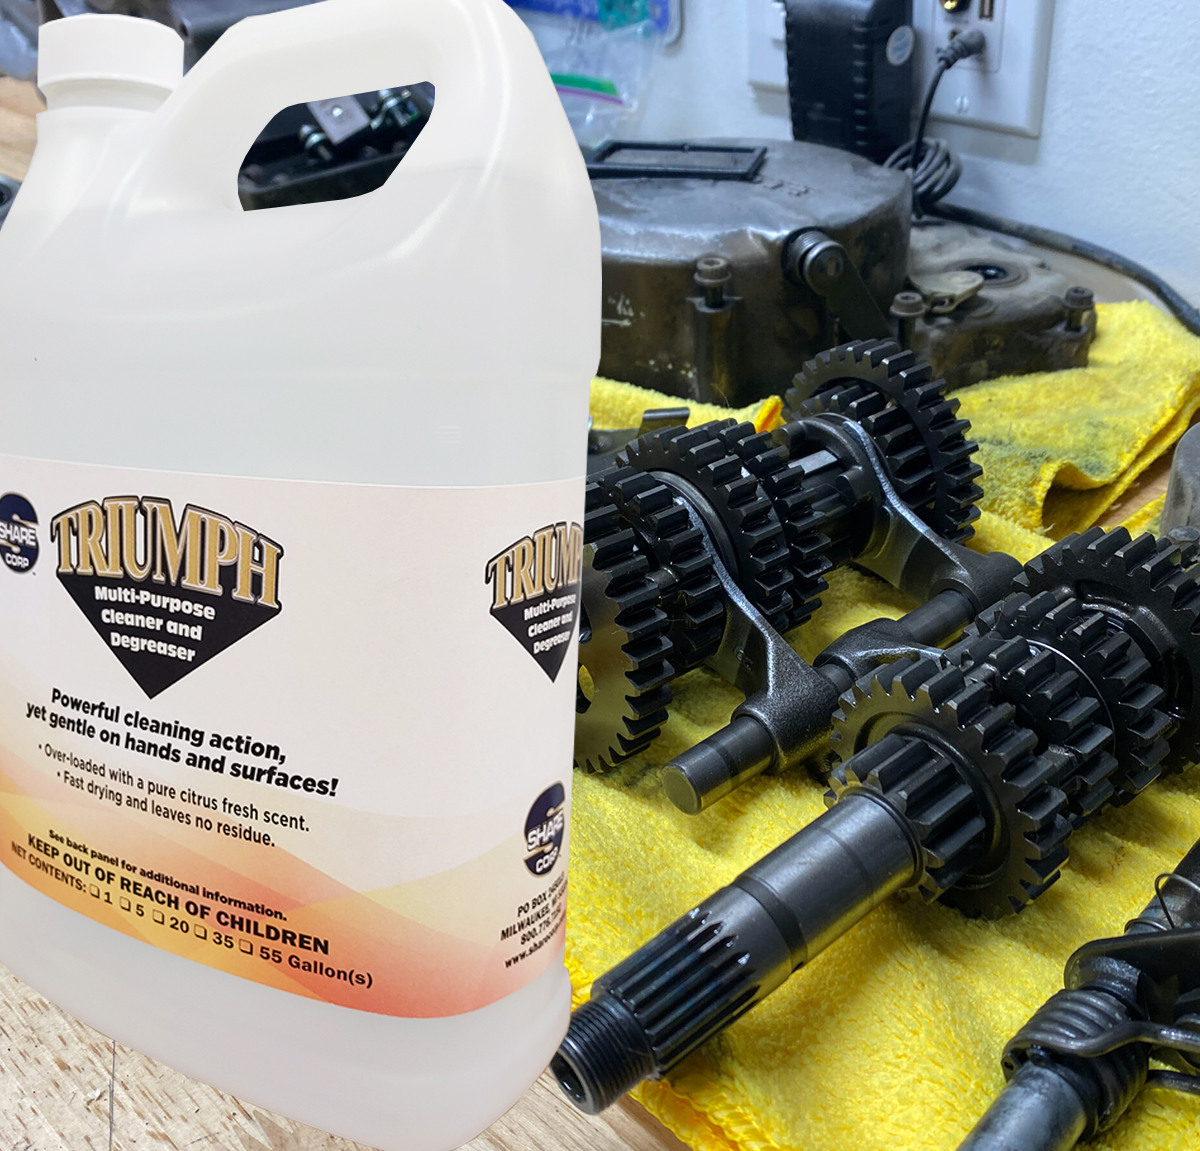 SHARE
CORP
TRIUMPH
Multi-Purpose
Cleaner and
Degreaser
Powerful cleaning action,
yet gentle on hands and surfaces!
• Over-loaded with a pure citrus fresh scent.
• Fast drying and leaves no residue.
See back panel for additional information.
KEEP OUT OF REACH OF CHILDREN
NET CONTENTS: ❏ 1 ❏ 5 ❏ 20 ❏ 35 ❏ 55 Gallon(s)
TRIUM
Multi-Purpose
Cleaner and
Degreaser
SHARE
CORP
PO BOX
MILWAUKEE,